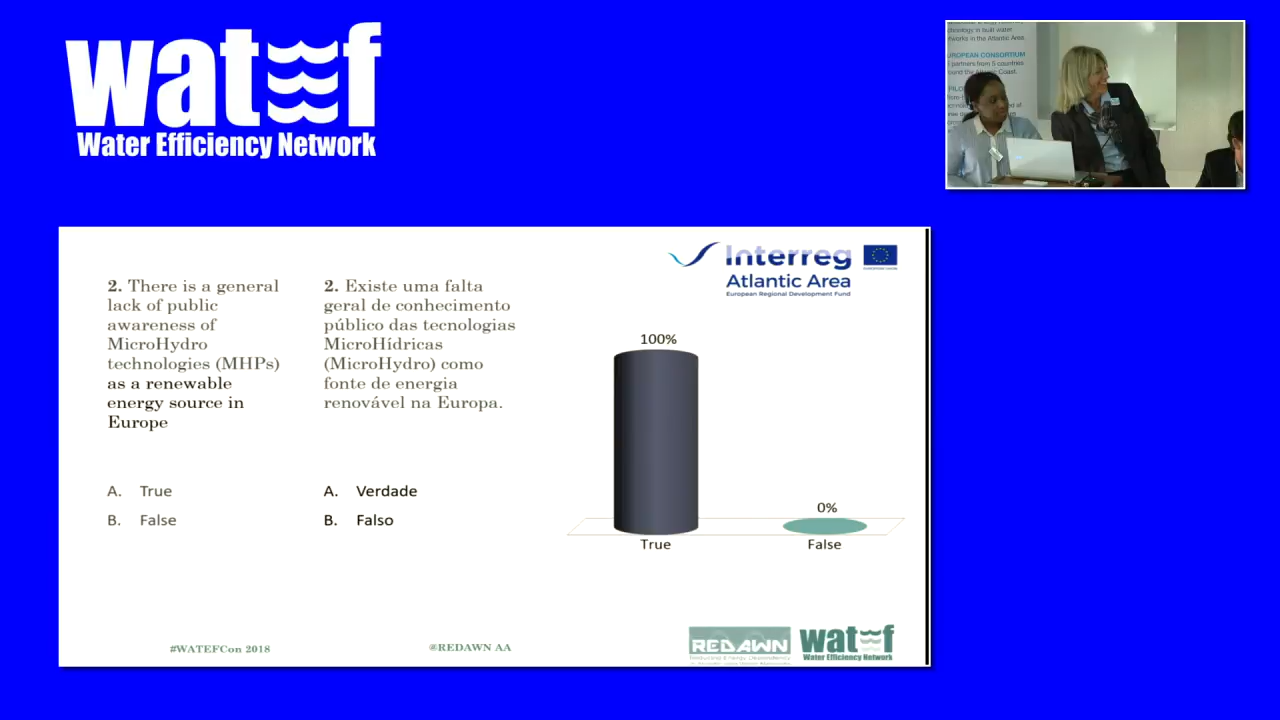 watef
Water Efficiency Network
EUROPEAN CONSORTIUM
partners from 5 countries
2. There is a general
lack of public
awareness of
MicroHydro
technologies (MHPs)
as a renewable
energy source in
Europe
A. True
B. False
2. Existe uma falta
geral de conhecimento
público das tecnologias
MicroHídricas
(MicroHydro) como
fonte de energia
renovável na Europa.
A. Verdade
B. Falso
Interreg
Atlantic Area
European Regional Development Fund
100%
0%
True
False
#WATEFCon 2018
@REDAWN AA
REDAWN
watef
Water Efficiency Network